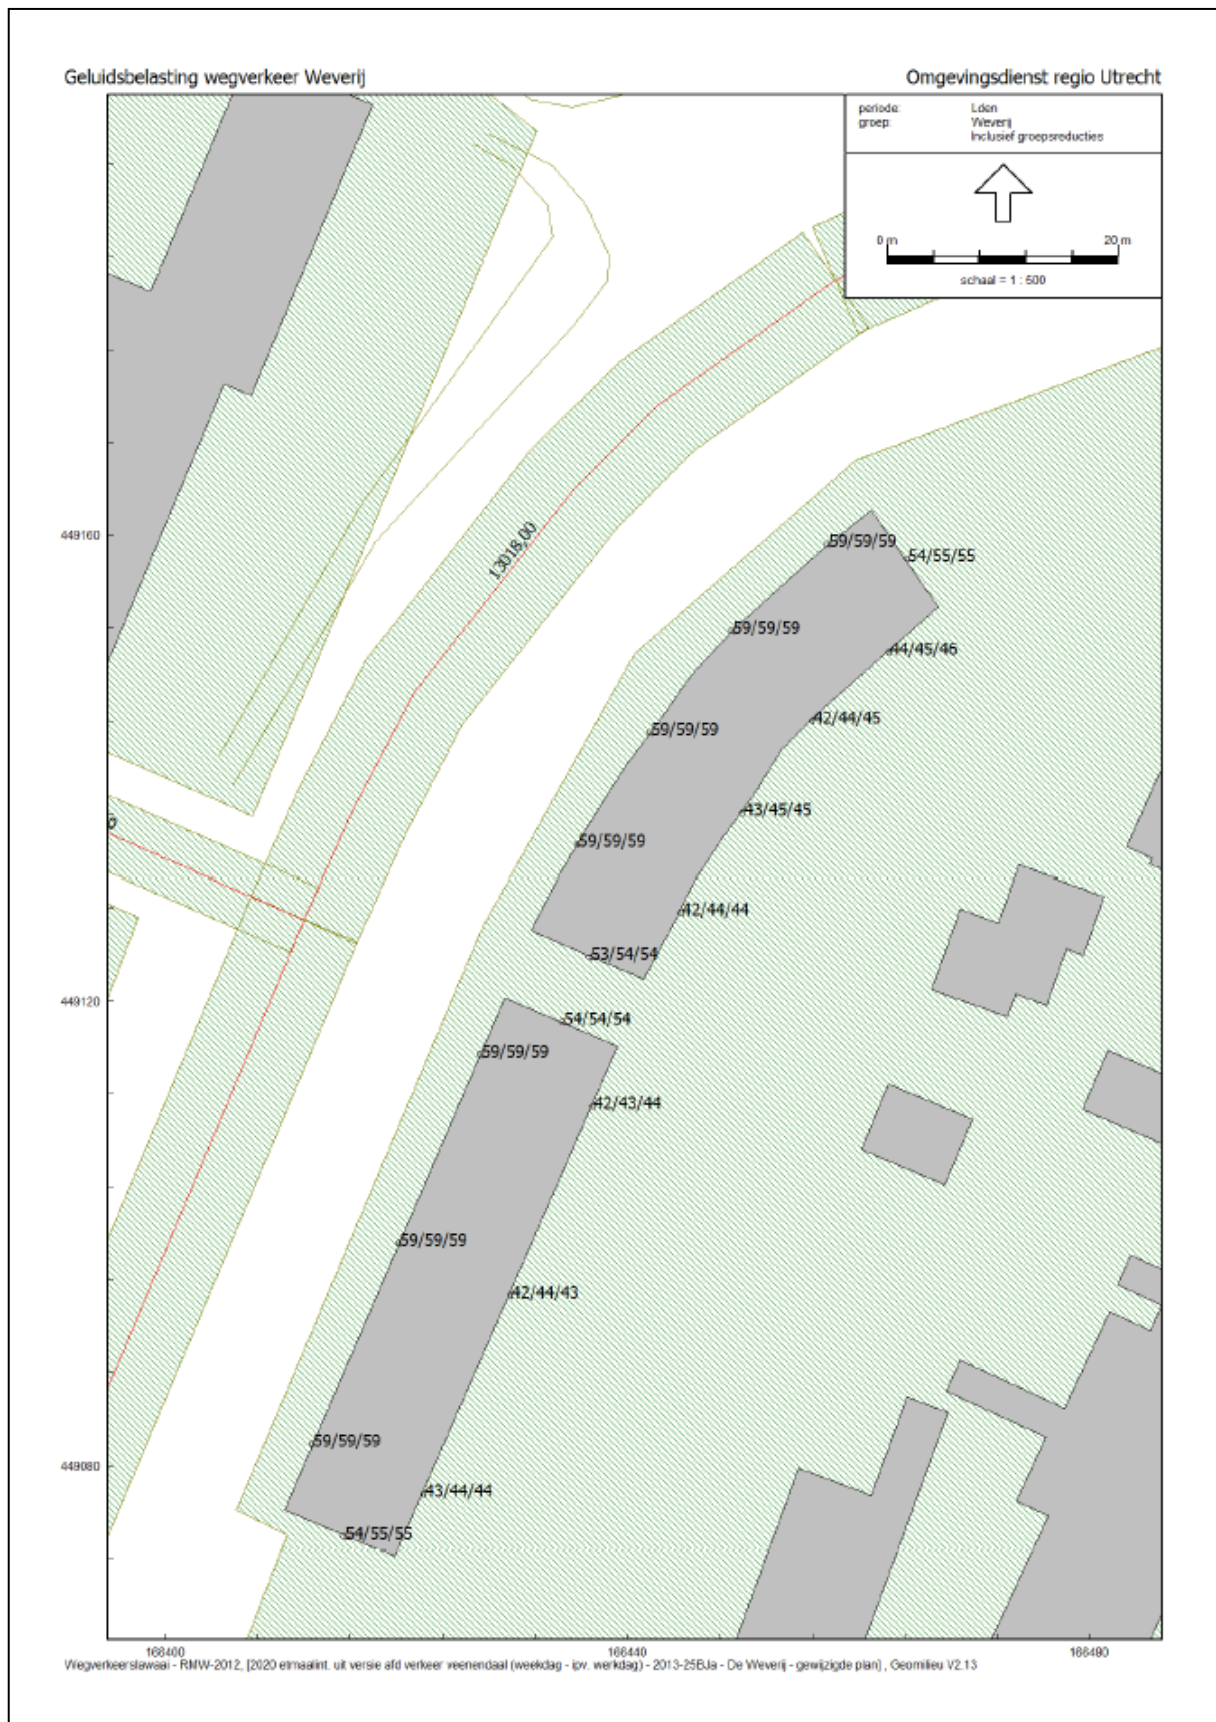 Geluidsbelasting wegverkeer Weverij
Omgevingsdienst regio Utrecht
periode: Lden
groep: Weverij
Inclusief groepsreducties
0 m 20 m
schaal = 1 : 500
449160
13018,00
59/59/59
54/55/55
59/59/59
44/45/46
42/44/45
59/59/59
43/45/45
0
59/59/59
42/44/44
53/54/54
449120
54/54/54
59/59/59
42/43/44
59/59/59
42/44/43
59/59/59
449080
43/44/44
54/55/55
166400 166440 166480
Wegverkeerslawaai - RMW-2012, [2020 etmaalint. uit versie afd verkeer veenendaal (weekdag - ipv. werkdag) - 2013-25BJa - De Weverij - gewijzigde plan] , Geomilieu V2.13